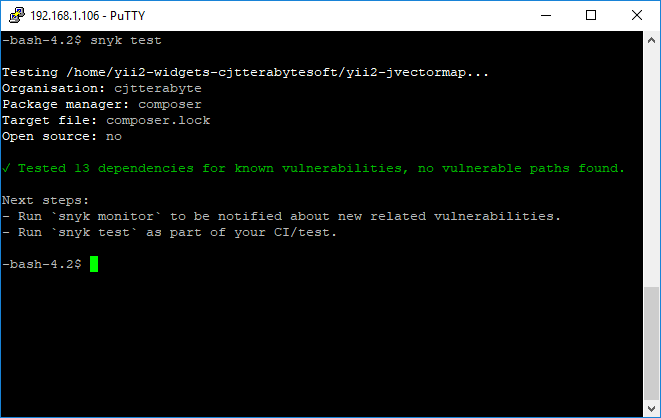 192.168.1.106 - PuTTY
-bash-4.2$ snyk test
Testing /home/yii2-widgets-cjtterabytesoft/yii2-jvectormap...
Organisation: cjtterabyte
Package manager: composer
Target file: composer.lock
Open source: no
✓ Tested 13 dependencies for known vulnerabilities, no vulnerable paths found.
Next steps:
- Run `snyk monitor` to be notified about new related vulnerabilities.
- Run `snyk test` as part of your CI/test.
-bash-4.2$